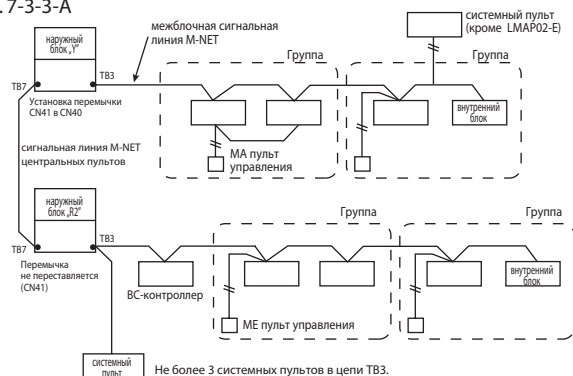 . 7-3-3-А
наружный
блок „Y”
межблочная сигнальная
линия M-NET
системный пульт
(кроме LMAP02-E)
Группа
Группа
TB7
TB3
Установка перемычки
CN41 в CN40
внутренний
блок
МА пульт
управления
сигнальная линия M-NET
центральных пультов
наружный
блок „R2”
Группа
Группа
TB7
TB3
Перемычка
не переставляется
(CN41)
BC-контроллер
внутренний
блок
МЕ пульт управления
системный
пульт
Не более 3 системных пультов в цепи TB3.